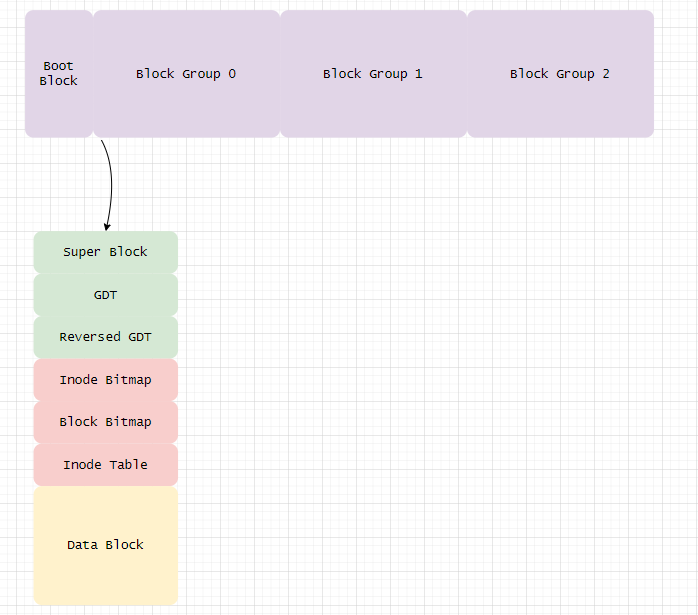 Boot
Block
Block Group 0
Block Group 1
Block Group 2
Super Block
GDT
Reversed GDT
Inode Bitmap
Block Bitmap
Inode Table
Data Block